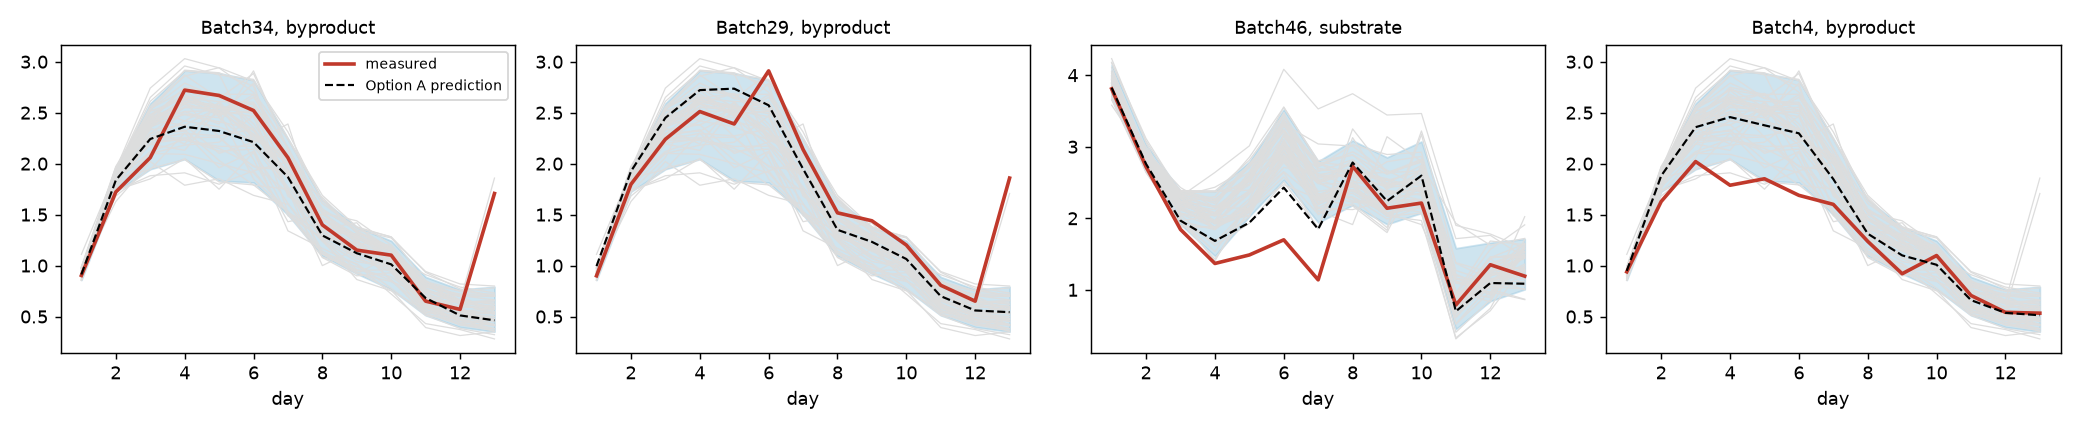 Batch34, byproduct
measured
Option A prediction
3.0
2.5
2.0
1.5
1.0
0.5
2 4 6 8 10 12
day
Batch29, byproduct
3.0
2.5
2.0
1.5
1.0
0.5
2 4 6 8 10 12
day
Batch46, substrate
4
3
2
1
2 4 6 8 10 12
day
Batch4, byproduct
3.0
2.5
2.0
1.5
1.0
0.5
2 4 6 8 10 12
day